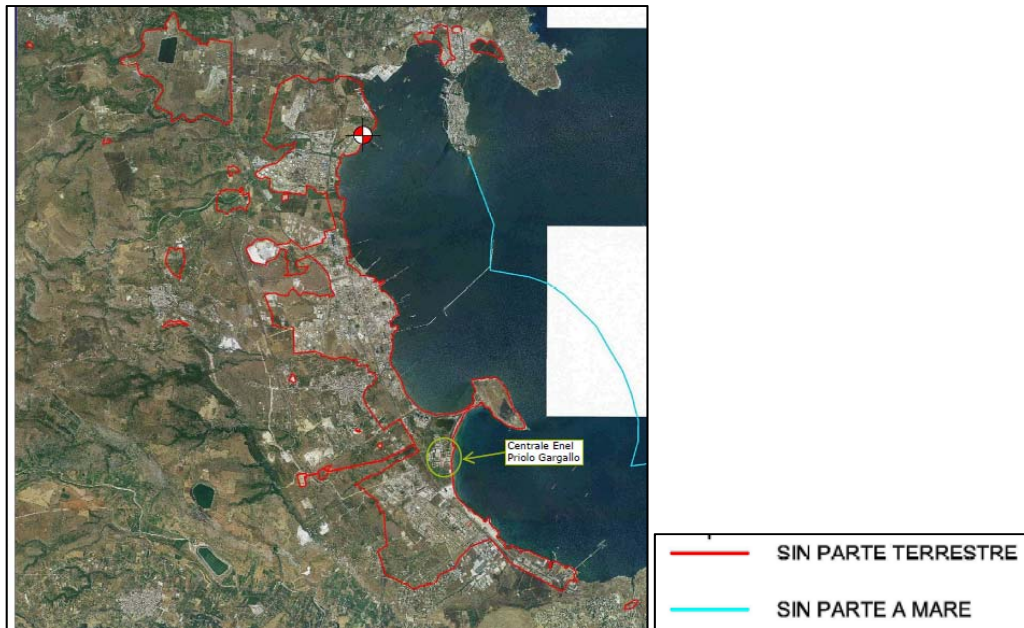 Centrale Enel
Priolo Gargallo
SIN PARTE TERRESTRE
SIN PARTE A MARE